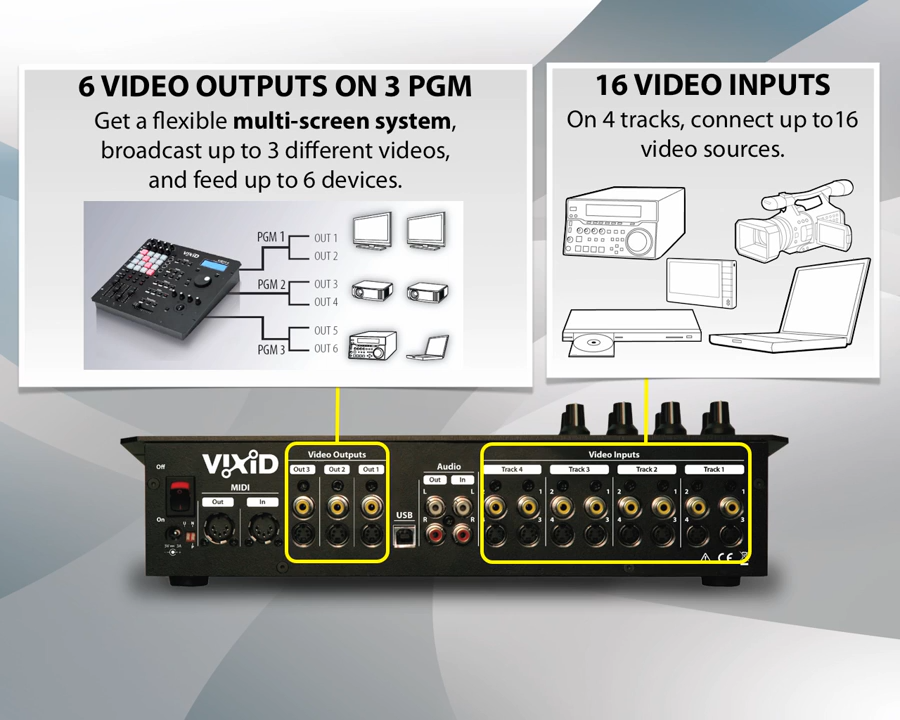 6 VIDEO OUTPUTS ON 3 PGM
Get a flexible multi-screen system,
broadcast up to 3 different videos,
and feed up to 6 devices.
VIXID
PGM 1
OUT 1
OUT 2
PGM 2
OUT 3
OUT 4
OUT 5
PGM 3
OUT 6
16 VIDEO INPUTS
On 4 tracks, connect up to16
video sources.
Off
On
VIXID
MIDI
Out
In
Video Outputs
Out 3
Out 2
Out 1
USB
Audio
Out
In
L
L
R
R
Video Inputs
Track 4
Track 3
Track 2
Track 1
2
1
2
1
2
1
2
1
4
3
4
3
4
3
4
3
CE